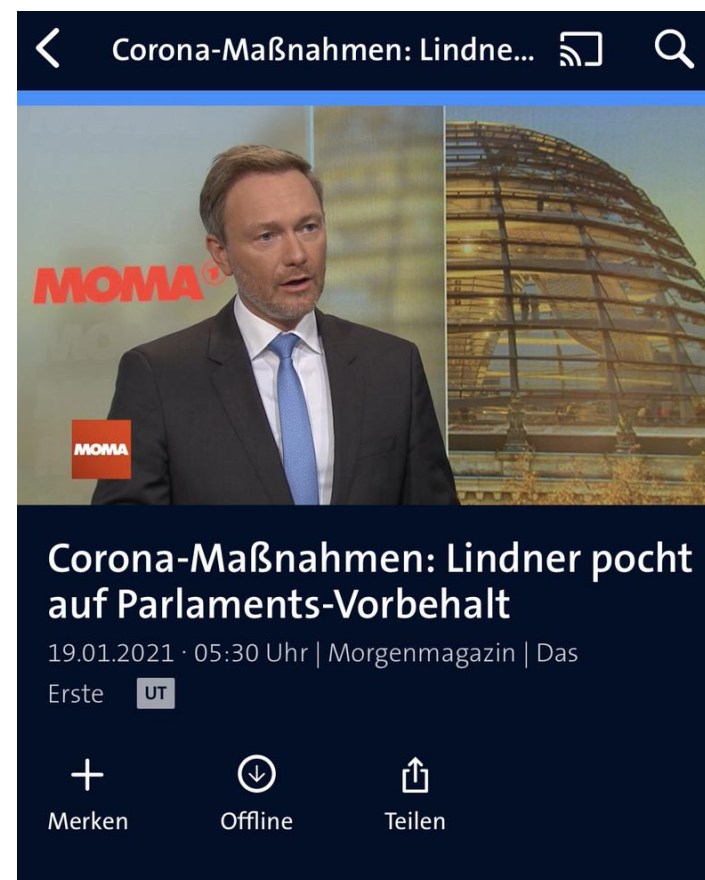 Corona-Maßnahmen: Lindne...
MOMA
MOMA
Corona-Maßnahmen: Lindner pocht
auf Parlaments-Vorbehalt
19.01.2021 · 05:30 Uhr | Morgenmagazin | Das
Erste UT
Merken Offline Teilen